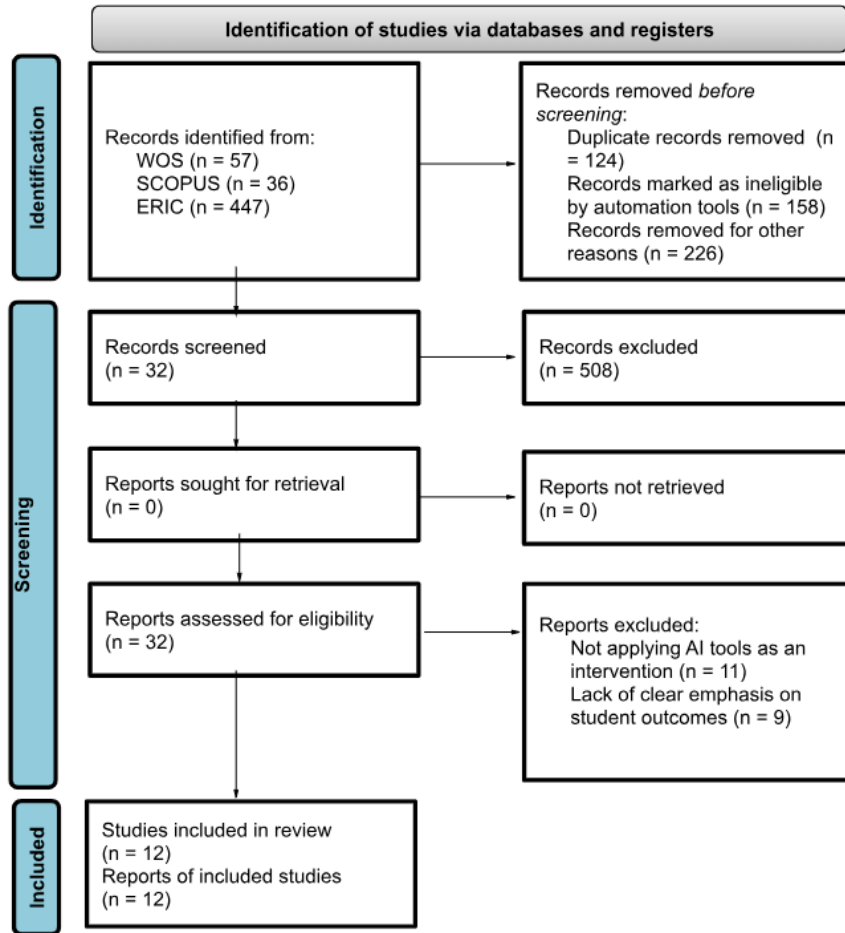 Identification of studies via databases and registers
Identification
Records identified from:
WOS (n = 57)
SCOPUS (n = 36)
ERIC (n = 447)
Records removed before
screening:
Duplicate records removed (n
= 124)
Records marked as ineligible
by automation tools (n = 158)
Records removed for other
reasons (n = 226)
Screening
Records screened
(n = 32)
Records excluded
(n = 508)
Reports sought for retrieval
(n = 0)
Reports not retrieved
(n = 0)
Reports assessed for eligibility
(n = 32)
Reports excluded:
Not applying AI tools as an
intervention (n = 11)
Lack of clear emphasis on
student outcomes (n = 9)
Included
Studies included in review
(n = 12)
Reports of included studies
(n = 12)